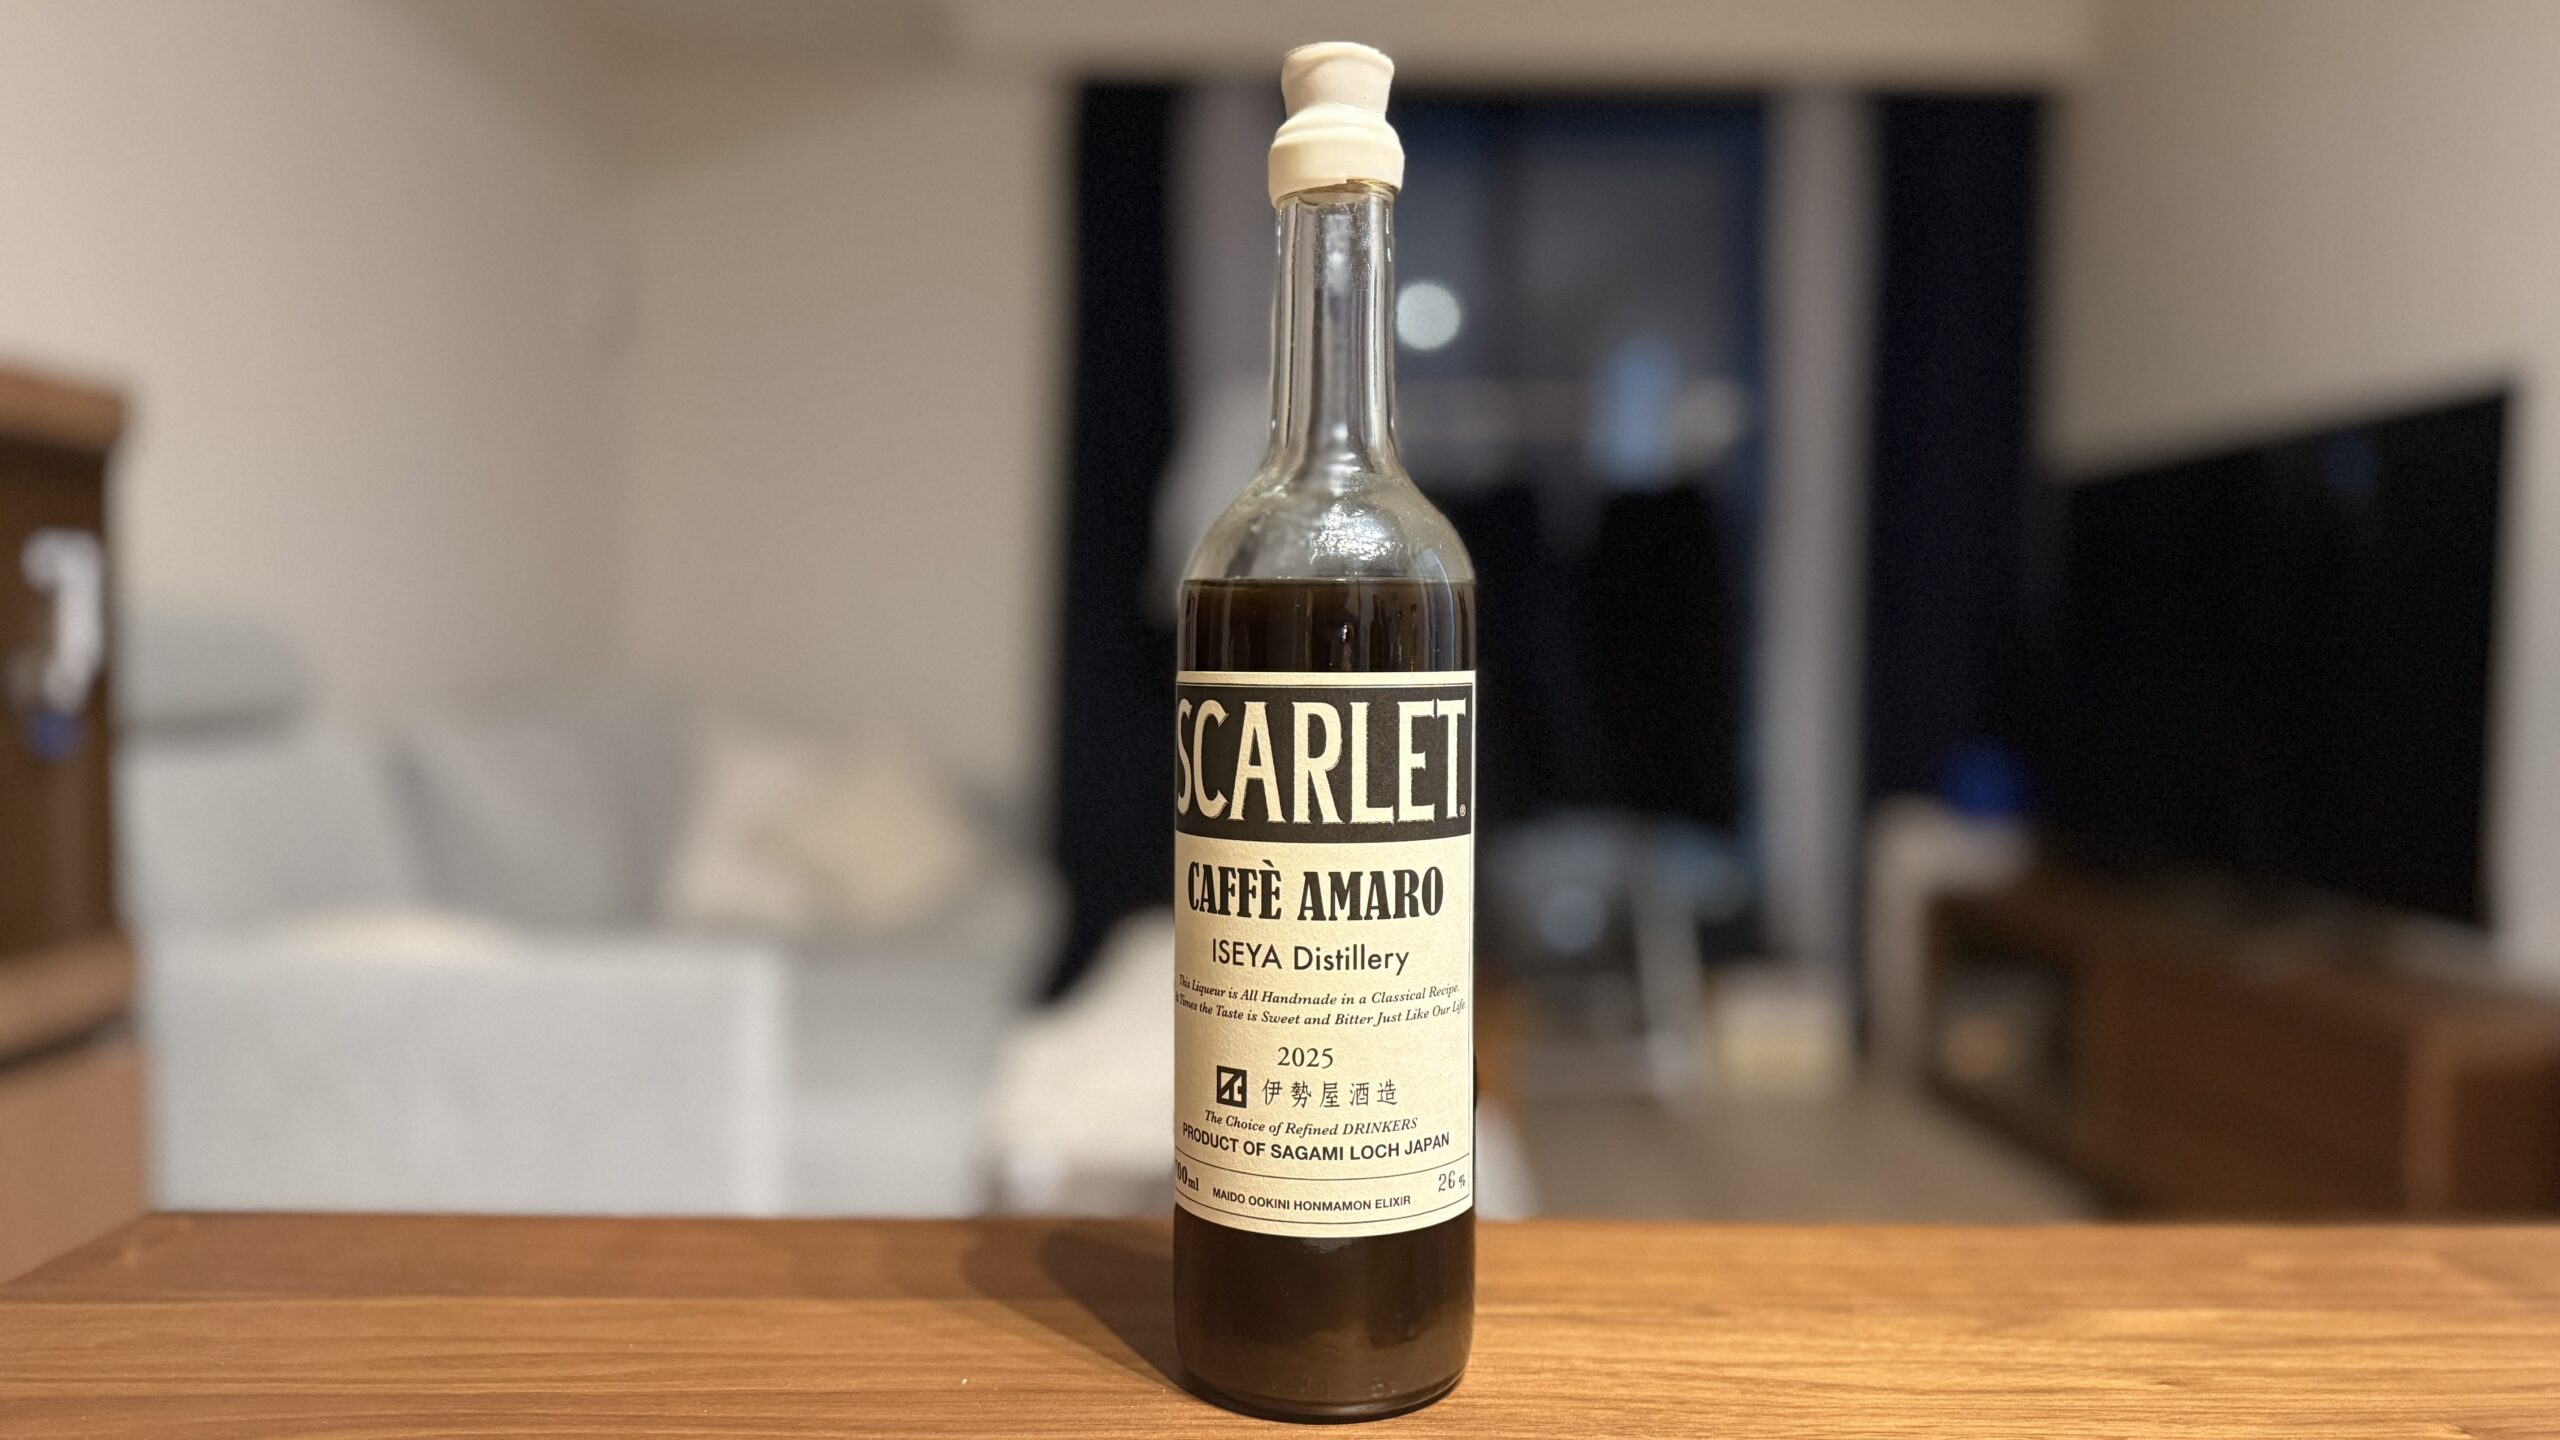 SCARLET®
CAFFÈ AMARO
ISEYA Distillery
This Liqueur is All Handmade in a Classical Recipe.
Times the Taste is Sweet and Bitter Just Like Our Life.
2025
伊勢屋酒造
The Choice of Refined DRINKERS
PRODUCT OF SAGAMI LOCH JAPAN
700ml
26%
MAIDO OOKINI HONMAMON ELIXIR